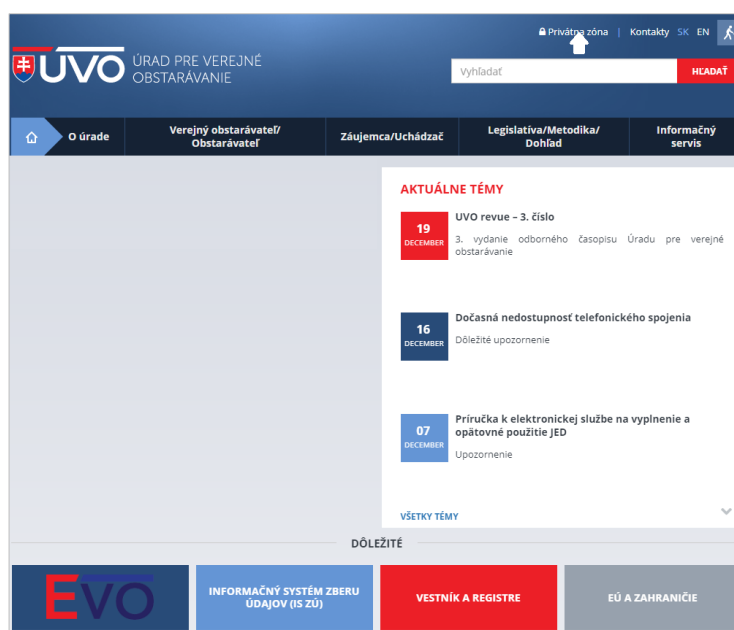 Privátna zóna | Kontakty SK EN
ÚVO
ÚRAD PRE VEREJNÉ
OBSTARÁVANIE
Vyhľadať
HĽADAŤ
O úrade
Verejný obstarávateľ/
Obstarávateľ
Záujemca/Uchádzač
Legislatíva/Metodika/
Dohľad
Informačný
servis
AKTUÁLNE TÉMY
19
DECEMBER
UVO revue – 3. číslo
3. vydanie odborného časopisu Úradu pre verejné
obstarávanie
16
DECEMBER
Dočasná nedostupnosť telefonického spojenia
Dôležité upozornenie
07
DECEMBER
Príručka k elektronickej službe na vyplnenie a
opätovné použitie JED
Upozornenie
VŠETKY TÉMY
DÔLEŽITÉ
EVO
INFORMAČNÝ SYSTÉM ZBERU
ÚDAJOV (IS ZÚ)
VESTNÍK A REGISTRE
EÚ A ZAHRANIČIE